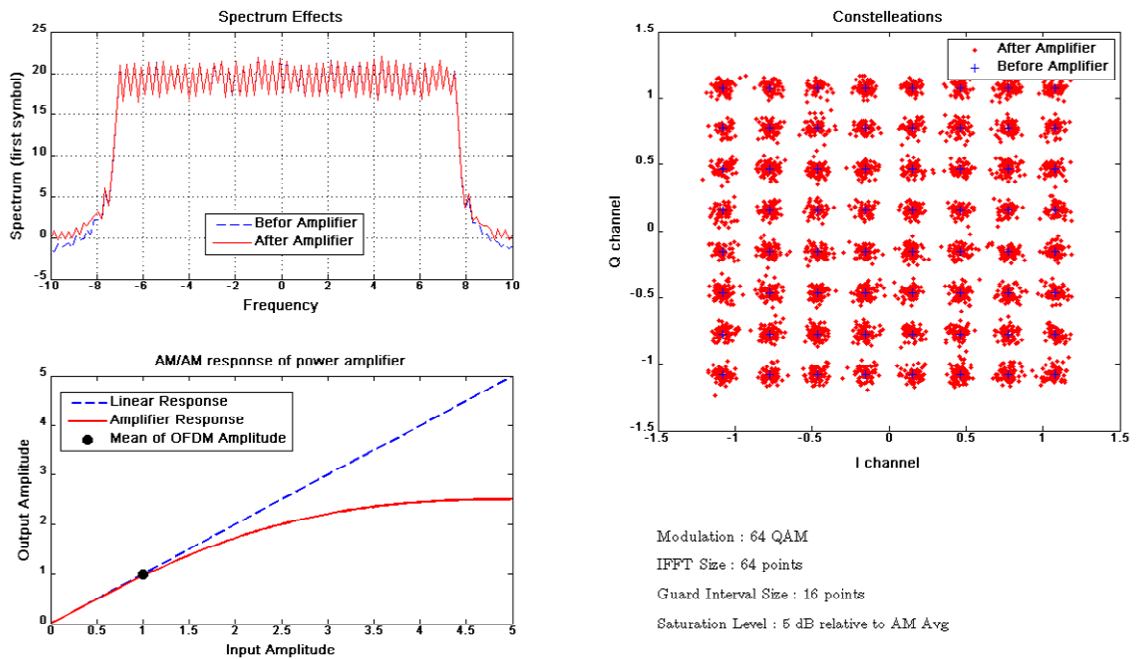 Spectrum Effects
25
20
15
10
5
0
-5
Spectrum (first symbol)
Befor Amplifier
After Amplifier
-10
-8
-6
-4
-2
0
2
4
6
8
10
Frequency
Constelleations
1.5
1
0.5
0
-0.5
-1
-1.5
Q channel
After Amplifier
Before Amplifier
-1.5
-1
-0.5
0
0.5
1
1.5
I channel
AM/AM response of power amplifier
5
4
3
2
1
0
Output Amplitude
Linear Response
Amplifier Response
Mean of OFDM Amplitude
0
0.5
1
1.5
2
2.5
3
3.5
4
4.5
5
Input Amplitude
Modulation : 64 QAM
IFFT Size : 64 points
Guard Interval Size : 16 points
Saturation Level : 5 dB relative to AM Avg